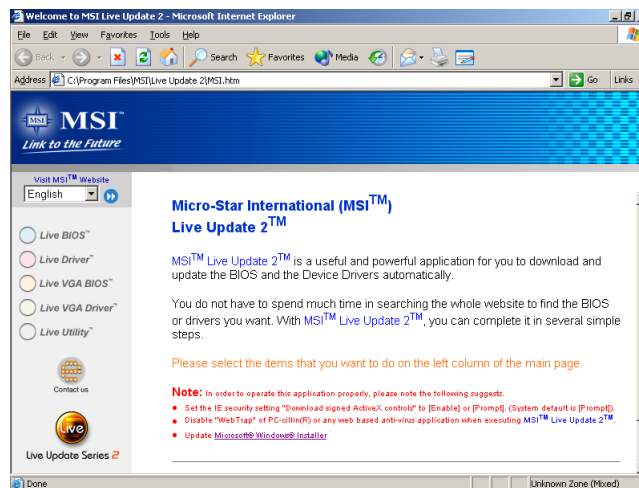 Welcome to MSI Live Update 2 - Microsoft Internet Explorer
File Edit View Favorites Tools Help
Back Search Favorites Media
Address C:\Program Files\MSI\Live Update 2\MSI.htm Go Links
MSI MSI™
Link to the Future
Visit MSI™ Website
English
Live BIOS™
Live Driver™
Live VGA BIOS™
Live VGA Driver™
Live Utility™
Contact us
Live
Live Update Series 2
Micro-Star International (MSI™)
Live Update 2™
MSI™ Live Update 2™ is a useful and powerful application for you to download and
update the BIOS and the Device Drivers automatically.
You do not have to spend much time in searching the whole website to find the BIOS
or drivers you want. With MSI™ Live Update 2™, you can complete it in several simple
steps.
Please select the items that you want to do on the left column of the main page.
Note: In order to operate this application properly, please note the following suggests.
Set the IE security setting "Download signed ActiveX controls" to [Enable] or [Prompt]. (System default is [Prompt]).
Disable "WebTrap" of PC-cillin(R) or any web based anti-virus application when executing MSI™ Live Update 2™.
Update Microsoft® Windows® Installer
Done Unknown Zone (Mixed)